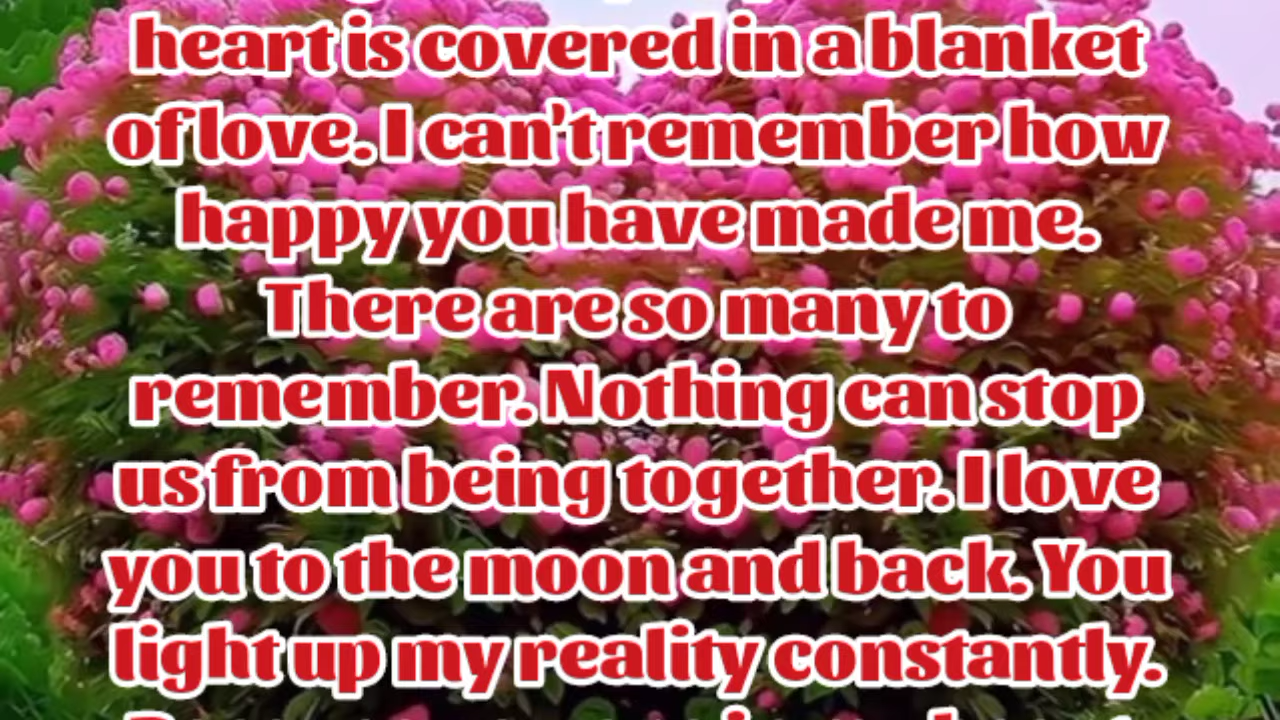 heart is covered in a blanket
of love. I can't remember how
happy you have made me.
There are so many to
remember. Nothing can stop
us from being together. I love
you to the moon and back. You
light up my reality constantly.